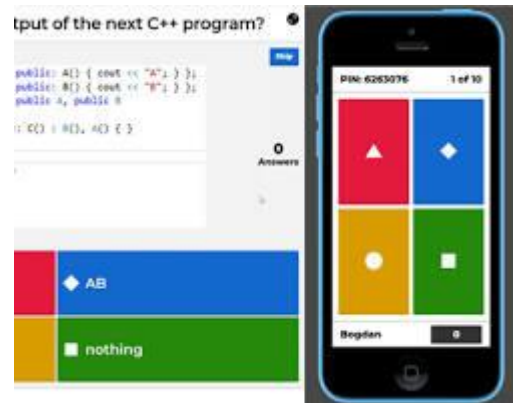 tput of the next C++ program?
Skip
public: A() { cout << "A"; } };
public: B() { cout << "B"; } };
public A, public B
: C() : B(), A() { }
0
Answers
AB
nothing
PIN: 6263076
1 of 10
Bogdan
0